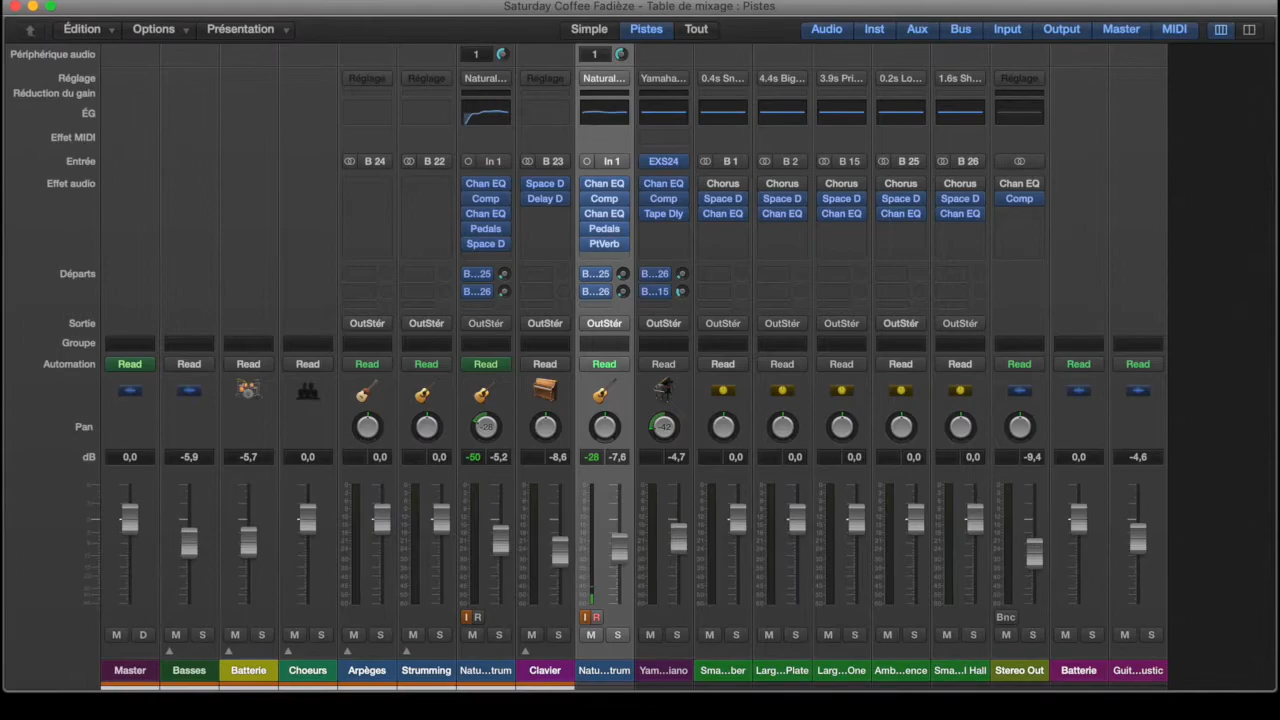 Saturday Coffee Fadièze - Table de mixage : Pistes
Édition Options Présentation Simple Pistes Tout Audio Inst Aux Bus Input Output Master MIDI
Périphérique audio 1 1
Réglage Réglage Réglage Natural... Réglage Natural... Yamaha... 0.4s Sn... 4.4s Big... 3.9s Pri... 0.2s Lo... 1.6s Sh... Réglage
Réduction du gain
ÉG
Effet MIDI
Entrée B 24 B 22 In 1 B 23 In 1 EXS24 B 1 B 2 B 15 B 25 B 26
Effet audio Chan EQ Space D Chan EQ Chan EQ Chorus Chorus Chorus Chorus Chorus Chan EQ
Comp Delay D Comp Comp Space D Space D Space D Space D Space D Comp
Chan EQ Chan EQ Tape Dly Chan EQ Chan EQ Chan EQ Chan EQ Chan EQ
Pedals Pedals
Space D PtVerb
Départs B...25 B...25 B...26
B...26 B...26 B...15
Sortie OutStér OutStér OutStér OutStér OutStér OutStér OutStér OutStér OutStér OutStér OutStér
Groupe
Automation Read Read Read Read Read Read Read Read Read Read Read Read Read Read Read Read Read Read
Pan -28 -42
dB 0,0 -5,9 -5,7 0,0 0,0 0,0 -50 -5,2 -8,6 -28 -7,6 -4,7 0,0 0,0 0,0 0,0 0,0 -9,4 0,0 -4,6
I R I R Bnc
M D M S M S M S M S M S M S M S M S M S M S M S M S M S M S M S M S M S
Master Basses Batterie Choeurs Arpèges Strumming Natu...trum Clavier Natu...trum Yam...iano Sma...ber Larg...Plate Larg...One Amb...ence Sma...l Hall Stereo Out Batterie Guit...ustic